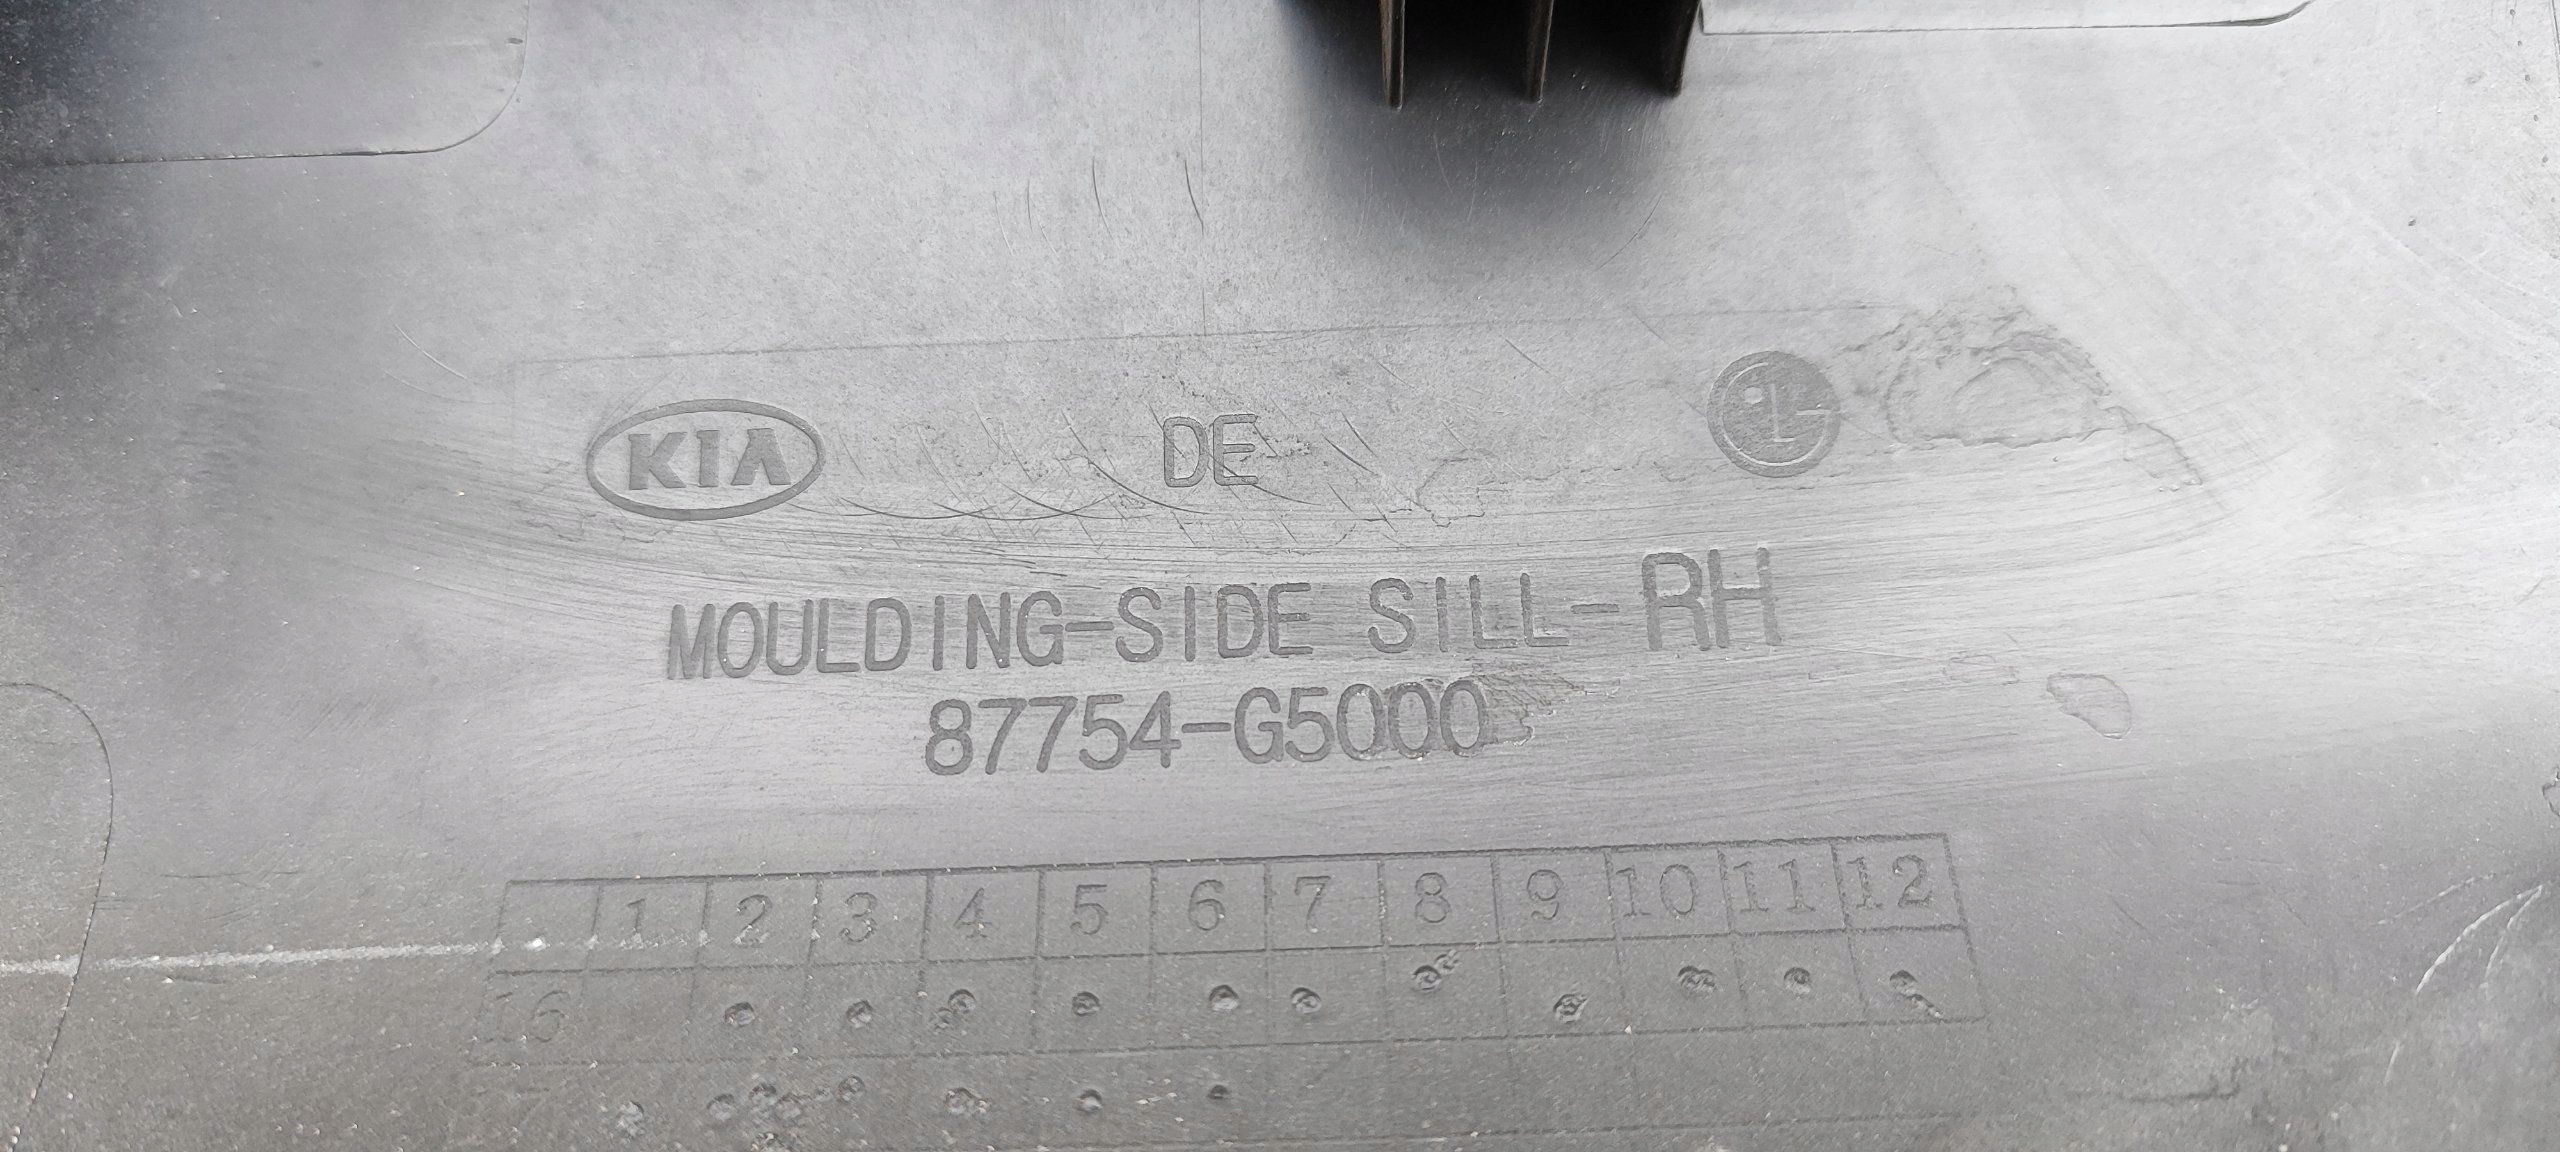 KIA DE LG
MOULDING-SIDE SILL-RH
87754-G5000
1 2 3 4 5 6 7 8 9 10 11 12
16